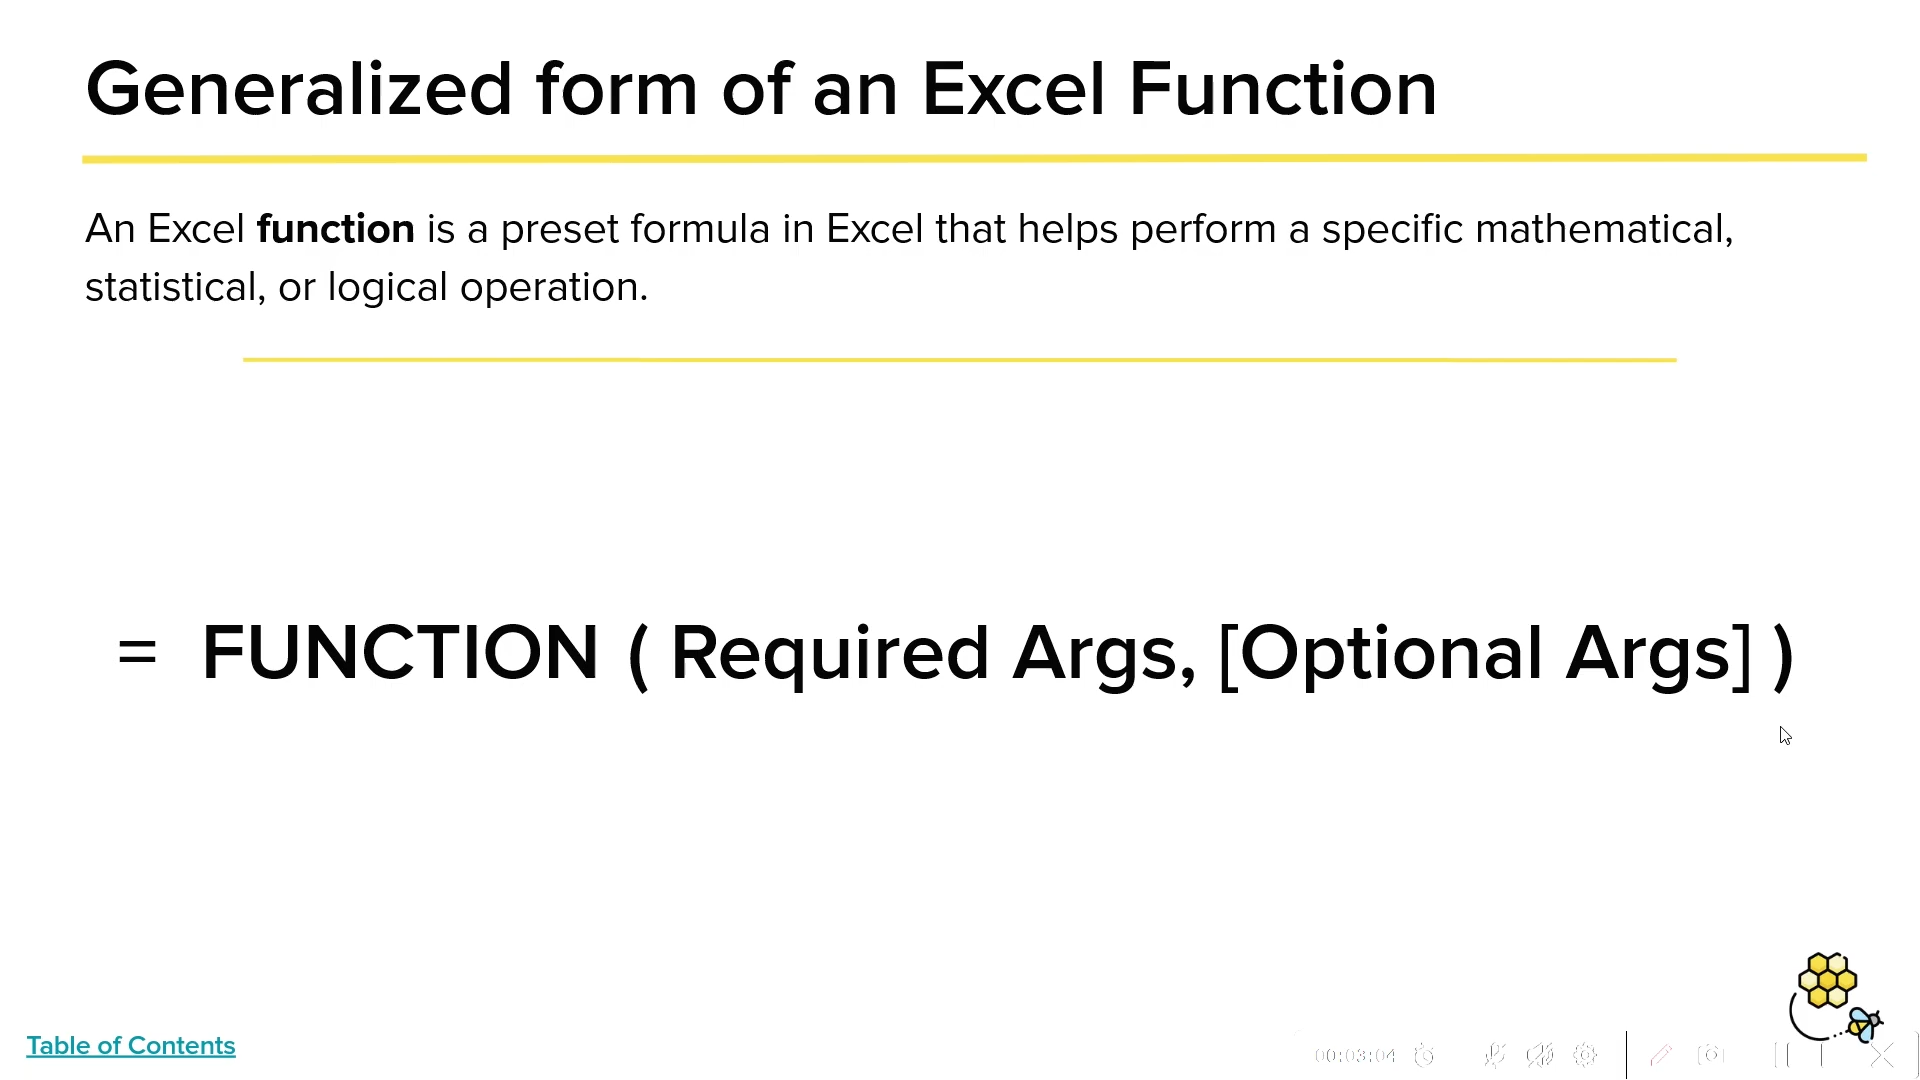 Generalized form of an Excel Function
An Excel function is a preset formula in Excel that helps perform a specific mathematical,
statistical, or logical operation.
= FUNCTION ( Required Args, [Optional Args] )
Table of Contents
00:03:04